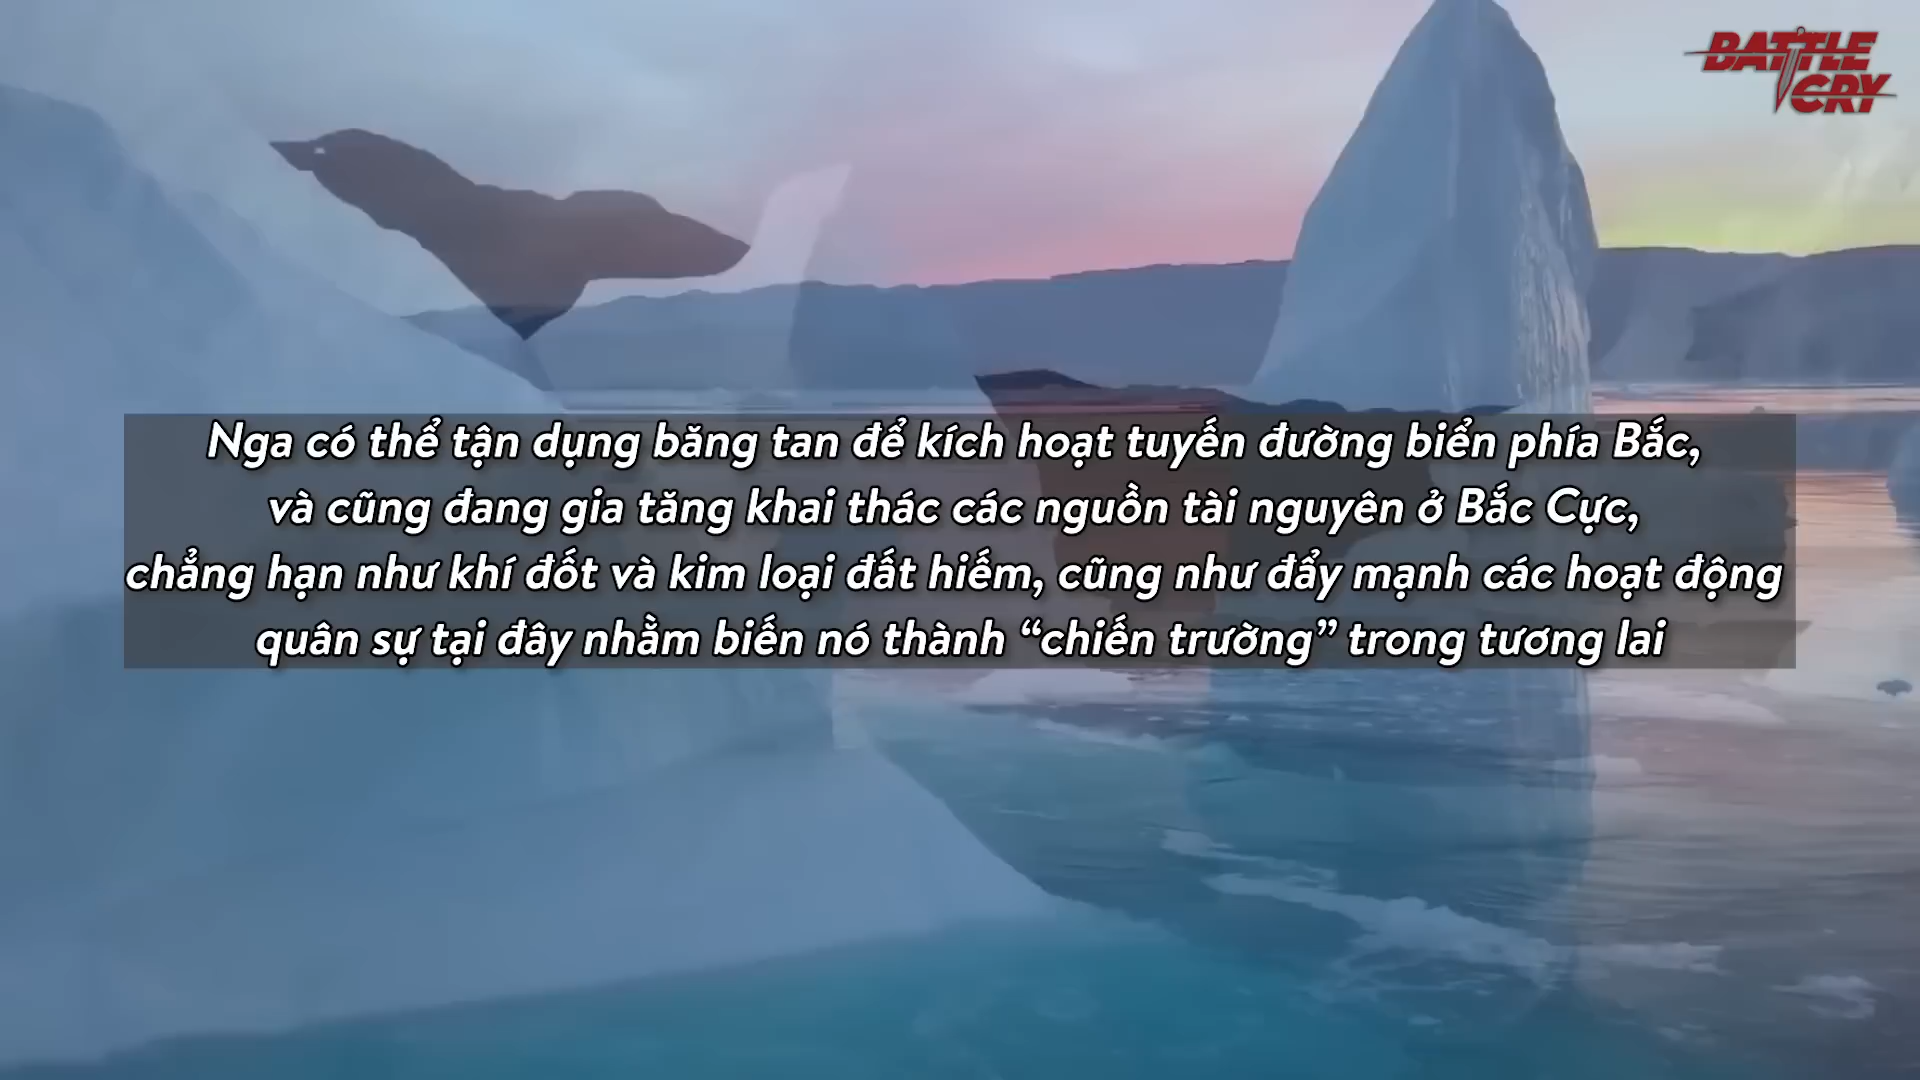 BATTLE
CRY
Nga có thể tận dụng băng tan để kích hoạt tuyến đường biển phía Bắc,
và cũng đang gia tăng khai thác các nguồn tài nguyên ở Bắc Cực,
chẳng hạn như khí đốt và kim loại đất hiếm, cũng như đẩy mạnh các hoạt động
quân sự tại đây nhằm biến nó thành “chiến trường” trong tương lai